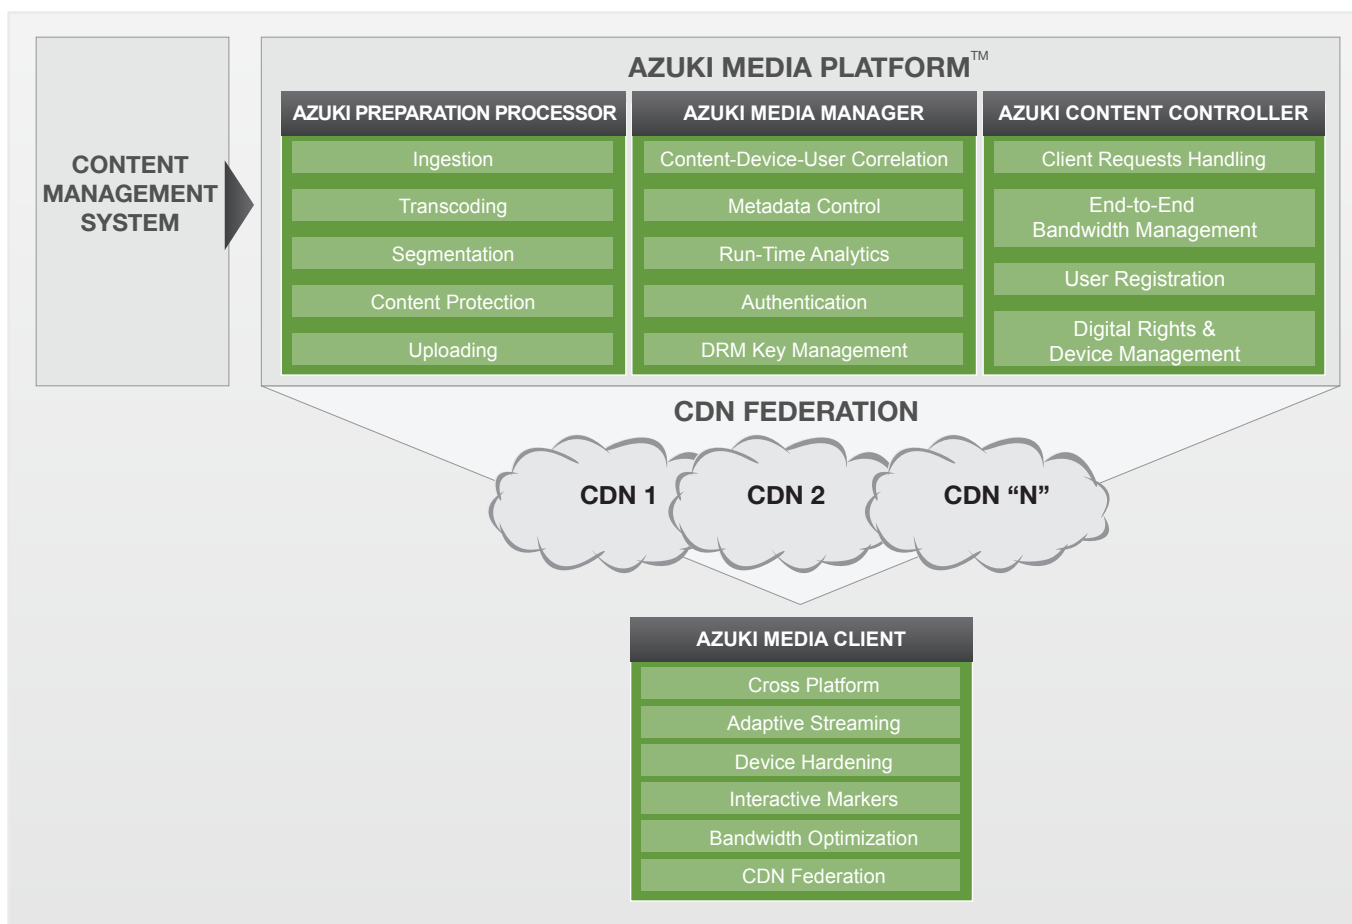 CONTENT
MANAGEMENT
SYSTEM
AZUKI MEDIA PLATFORM™
AZUKI PREPARATION PROCESSOR
Ingestion
Transcoding
Segmentation
Content Protection
Uploading
AZUKI MEDIA MANAGER
Content-Device-User Correlation
Metadata Control
Run-Time Analytics
Authentication
DRM Key Management
AZUKI CONTENT CONTROLLER
Client Requests Handling
End-to-End
Bandwidth Management
User Registration
Digital Rights &
Device Management
CDN FEDERATION
CDN 1
CDN 2
CDN “N”
AZUKI MEDIA CLIENT
Cross Platform
Adaptive Streaming
Device Hardening
Interactive Markers
Bandwidth Optimization
CDN Federation